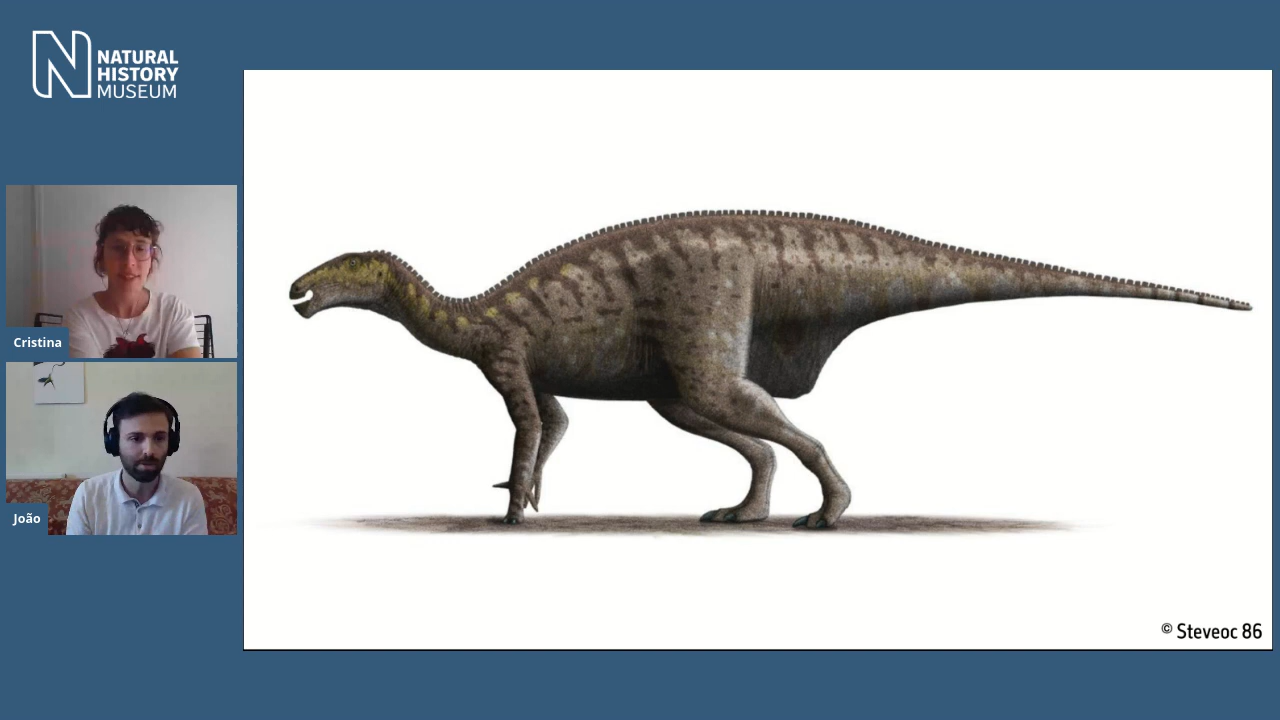 NATURAL
HISTORY
MUSEUM
Cristina
João
© Steveoc 86